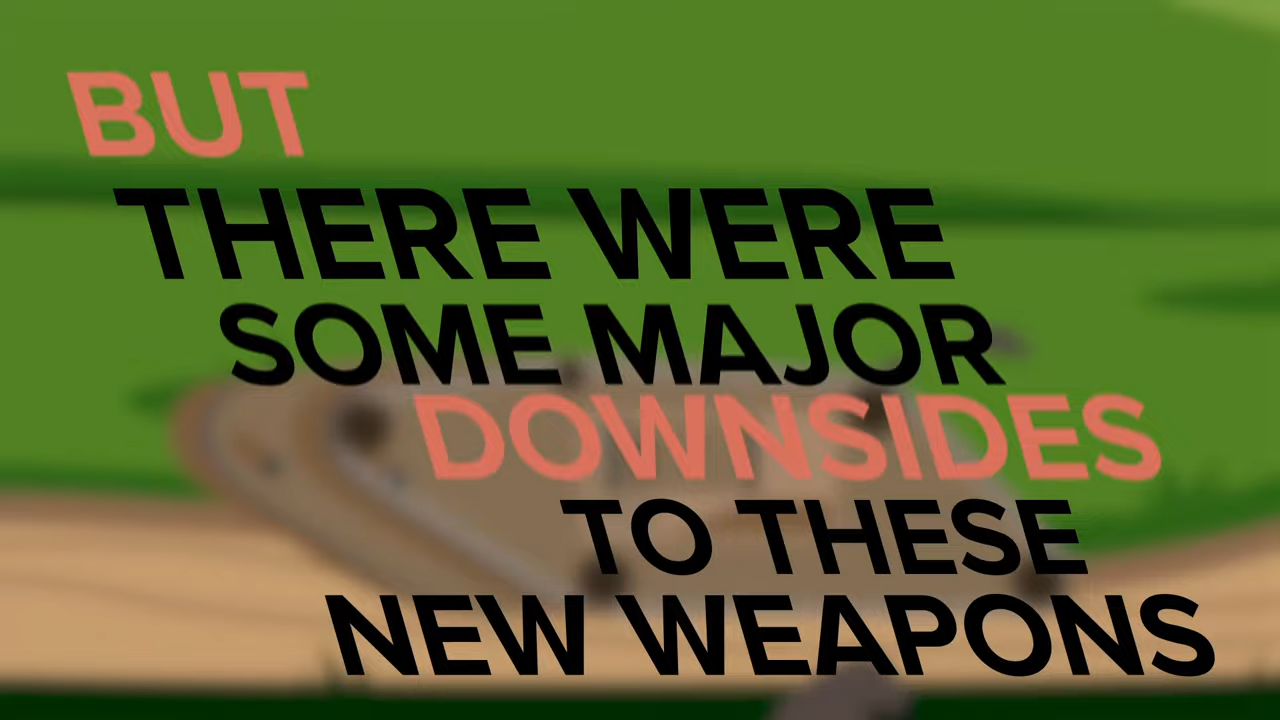 BUT
THERE WERE
SOME MAJOR
DOWNSIDES
TO THESE
NEW WEAPONS